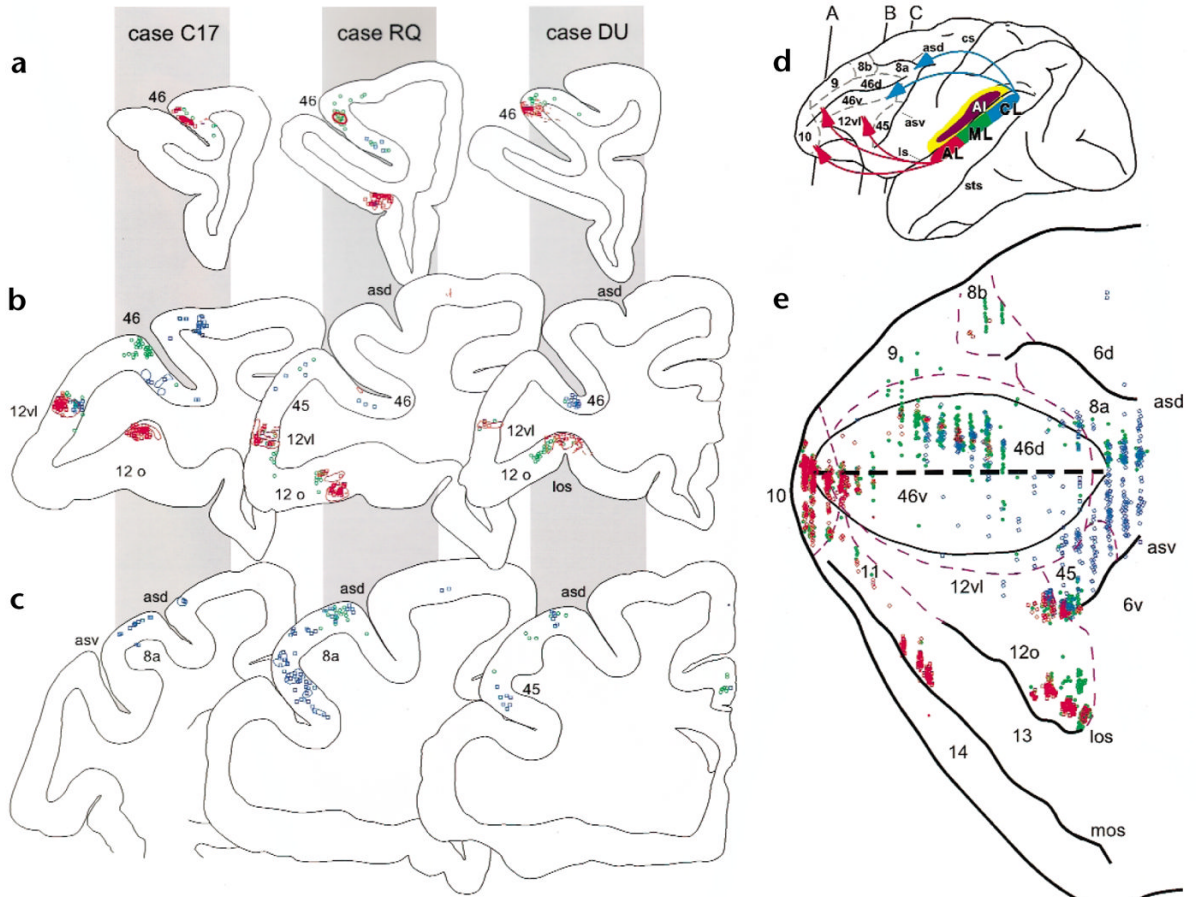 case C17
case RQ
case DU
a
46
46
46
b
asd
asd
46
12vl
12 o
45
46
12vl
12 o
46
12vl
12 o
los
c
asd
asv
8a
asd
8a
asd
45
d
A
B
C
cs
asd
8b
8a
9
46d
46v
12vl
45
asv
10
ls
AI
CL
ML
AL
sts
e
8b
9
6d
8a
asd
46d
10
46v
asv
11
12vl
45
6v
12o
13
los
14
mos